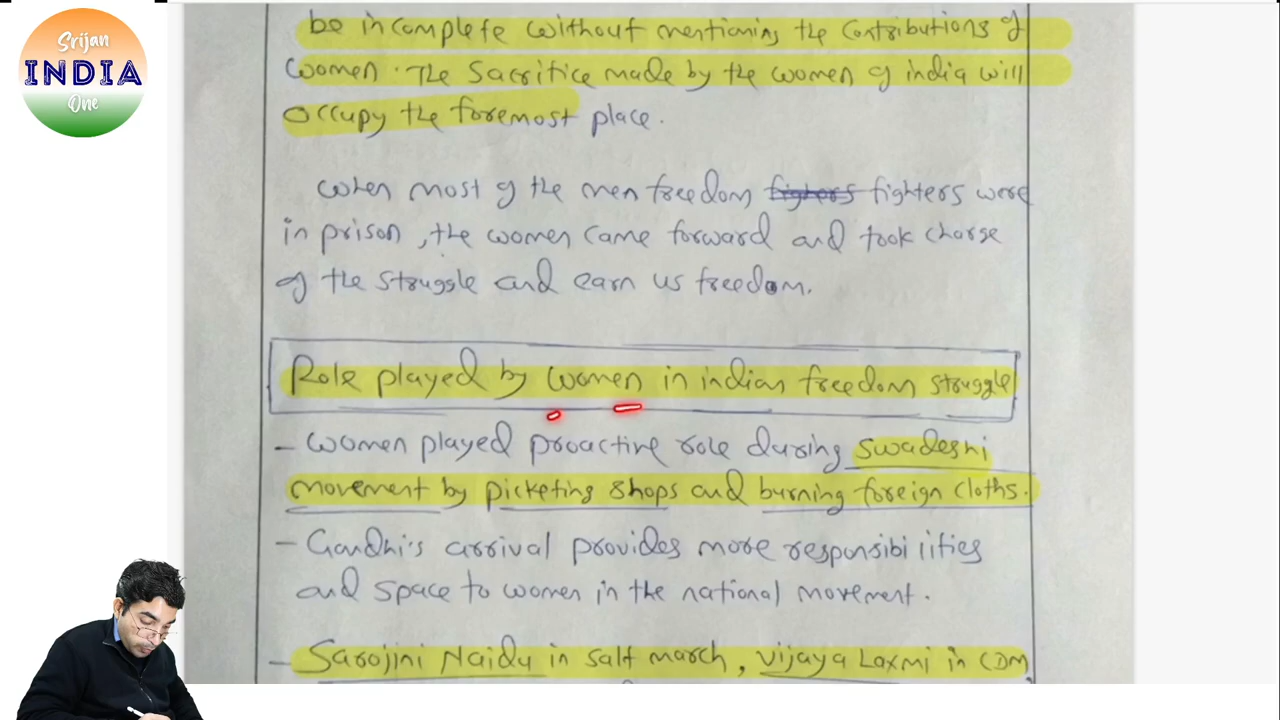 Srijan
INDIA
One
be incomplete without mentioning the contributions of
women. The Sacrifice made by the women of india will
occupy the foremost place.
When most of the men freedom fighters were
in prison, the women came forward and took charge
of the struggle and earn us freedom.
Role played by women in indian freedom struggle
- Women played proactive role during swadeshi
movement by picketing shops and burning foreign cloths.
- Gandhi's arrival provides more responsibilities
and space to women in the national movement.
- Sarojini Naidu in salt march, vijaya Laxmi in CDM,